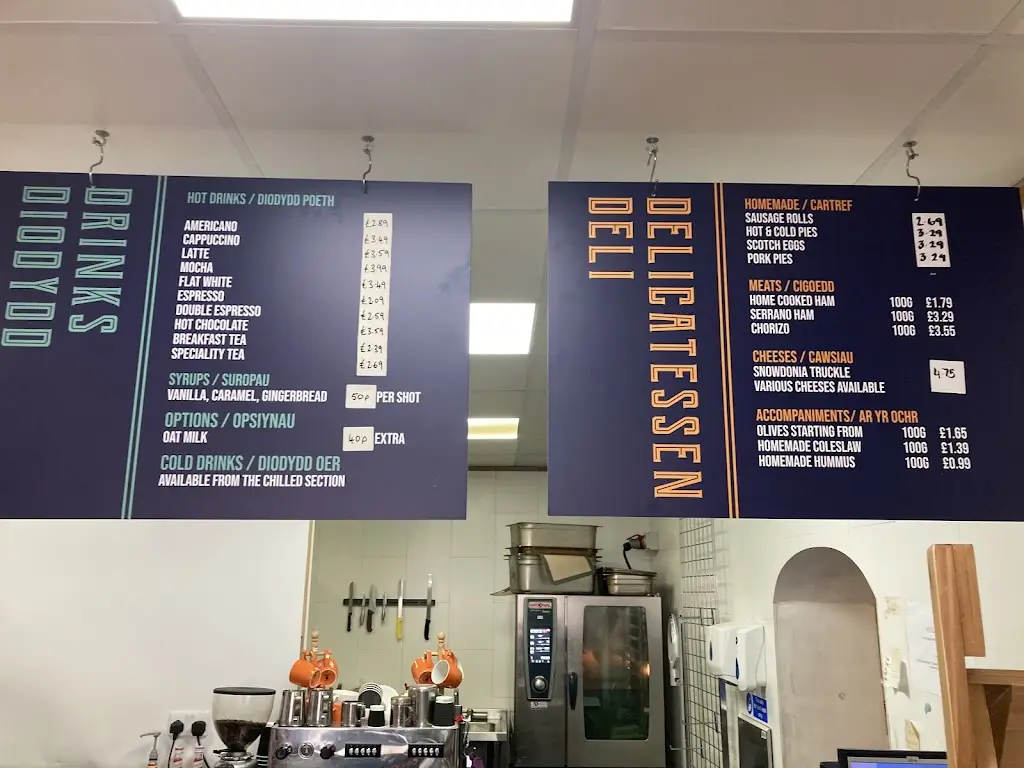 DRINKS
DIODYDD
HOT DRINKS / DIODYDD POETH
AMERICANO £2.89
CAPPUCCINO £3.49
LATTE £3.59
MOCHA £3.99
FLAT WHITE £3.49
ESPRESSO £2.09
DOUBLE ESPRESSO £2.59
HOT CHOCOLATE £3.59
BREAKFAST TEA £2.39
SPECIALITY TEA £2.69
SYRUPS / SUROPAU
VANILLA, CARAMEL, GINGERBREAD 50p PER SHOT
OPTIONS / OPSIYNAU
OAT MILK 40p EXTRA
COLD DRINKS / DIODYDD OER
AVAILABLE FROM THE CHILLED SECTION
DELICATESSEN
DELI
HOMEMADE / CARTREF
SAUSAGE ROLLS 2.69
HOT & COLD PIES 3.29
SCOTCH EGGS 3.29
PORK PIES 3.29
MEATS / CIGOEDD
HOME COOKED HAM 100G £1.79
SERRANO HAM 100G £3.29
CHORIZO 100G £3.55
CHEESES / CAWSIAU
SNOWDONIA TRUCKLE 4.75
VARIOUS CHEESES AVAILABLE
ACCOMPANIMENTS/ AR YR OCHR
OLIVES STARTING FROM 100G £1.65
HOMEMADE COLESLAW 100G £1.39
HOMEMADE HUMMUS 100G £0.99